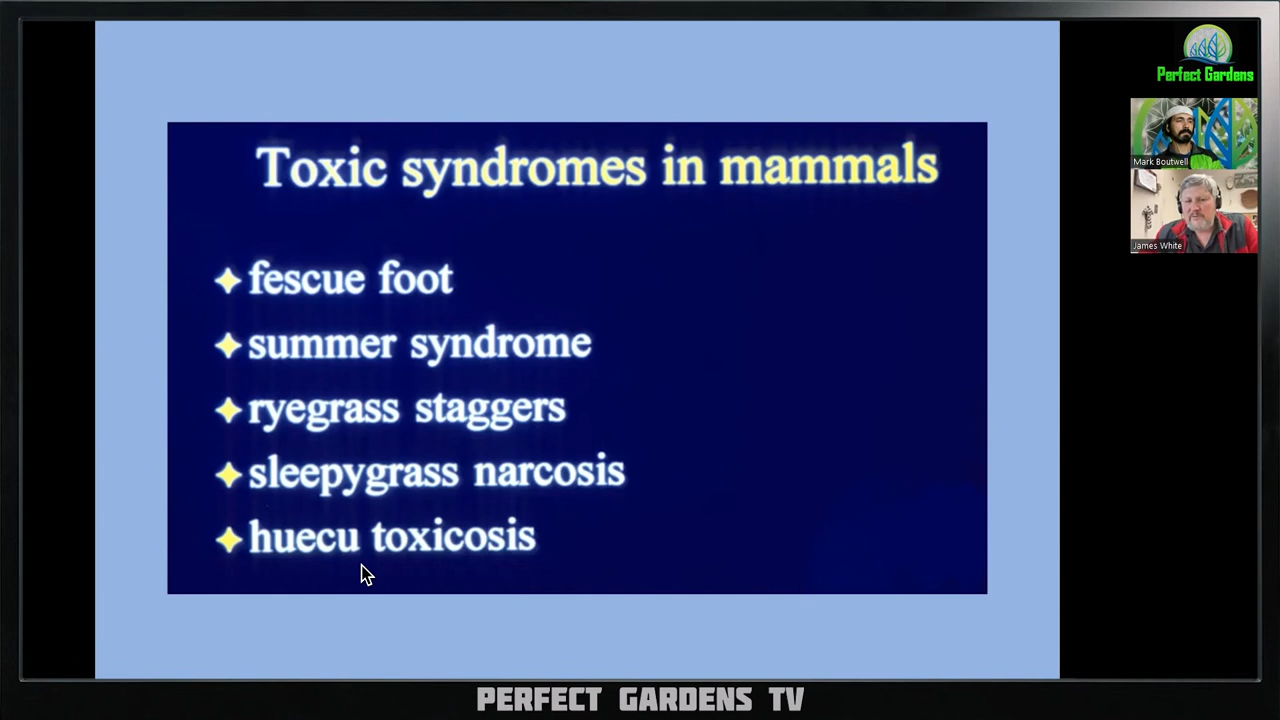 Toxic syndromes in mammals
fescue foot
summer syndrome
ryegrass staggers
sleepygrass narcosis
huecu toxicosis
Perfect Gardens
Mark Boutwell
James White
PERFECT GARDENS TV